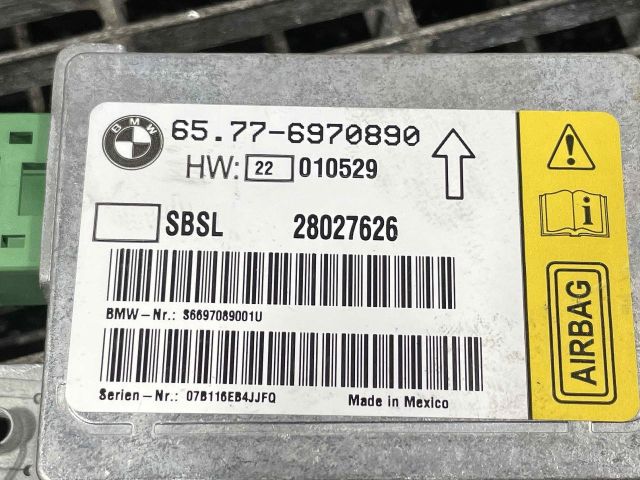 BMW
65.77-6970890
HW: 22 010529
SBSL 28027626
BMW-Nr.: S6697089001U
Serien-Nr.: 07B116EB4JJFQ Made in Mexico
AIRBAG